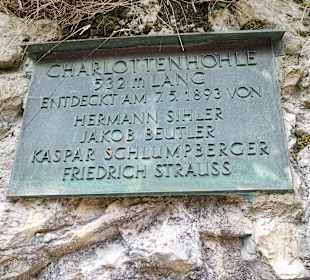 CHARLOTTENHÖHLE
532 m LANG
ENTDECKT AM 7.5.1893 VON
HERMANN SIHLER
JAKOB BEUTLER
KASPAR SCHLUMPBERGER
FRIEDRICH STRAUSS